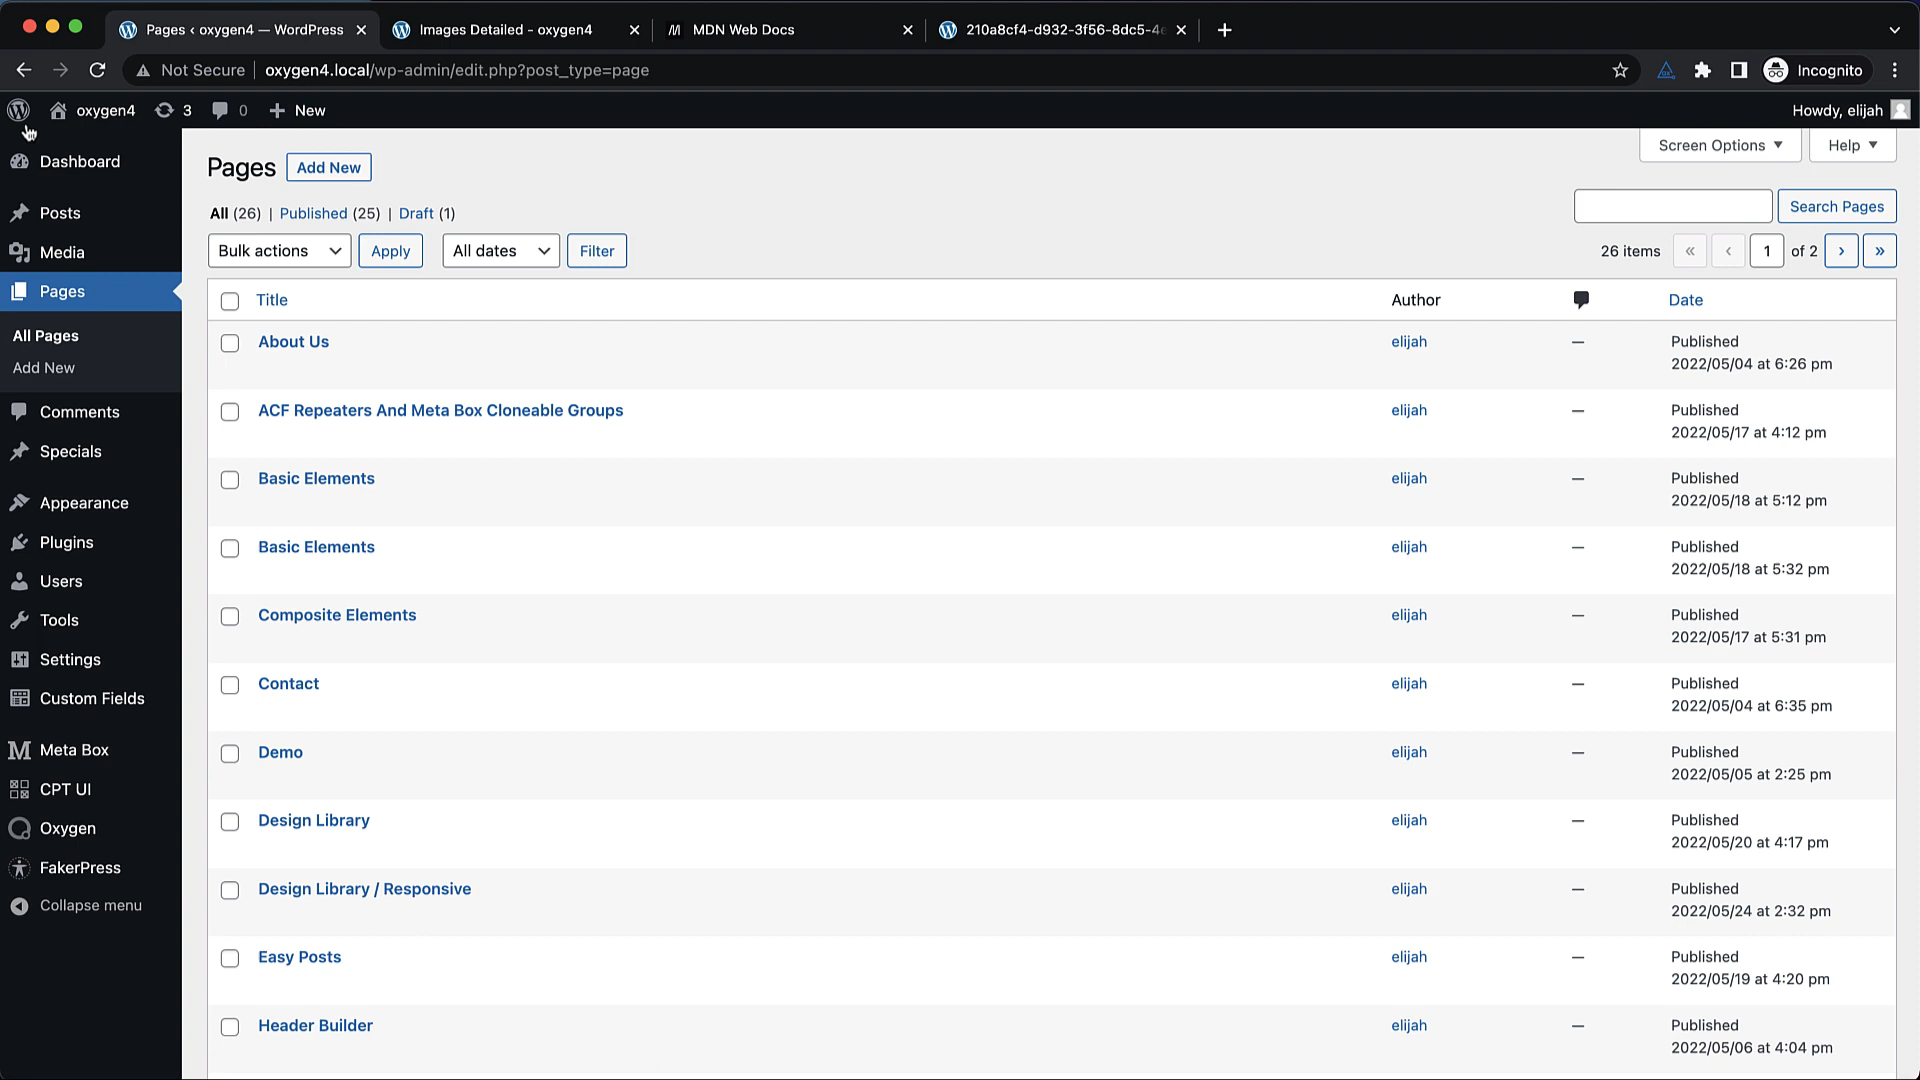 Pages ‹ oxygen4 — WordPress
Images Detailed - oxygen4
MDN Web Docs
210a8cf4-d932-3f56-8dc5-4e
Not Secure
oxygen4.local/wp-admin/edit.php?post_type=page
Incognito
oxygen4
3
0
New
Howdy, elijah
Dashboard
Posts
Media
Pages
All Pages
Add New
Comments
Specials
Appearance
Plugins
Users
Tools
Settings
Custom Fields
Meta Box
CPT UI
Oxygen
FakerPress
Collapse menu
Screen Options
Help
Pages
Add New
All (26) | Published (25) | Draft (1)
Search Pages
Bulk actions
Apply
All dates
Filter
26 items
«
‹
1
of 2
›
»
Title
Author
Date
About Us
elijah
—
Published
2022/05/04 at 6:26 pm
ACF Repeaters And Meta Box Cloneable Groups
elijah
—
Published
2022/05/17 at 4:12 pm
Basic Elements
elijah
—
Published
2022/05/18 at 5:12 pm
Basic Elements
elijah
—
Published
2022/05/18 at 5:32 pm
Composite Elements
elijah
—
Published
2022/05/17 at 5:31 pm
Contact
elijah
—
Published
2022/05/04 at 6:35 pm
Demo
elijah
—
Published
2022/05/05 at 2:25 pm
Design Library
elijah
—
Published
2022/05/20 at 4:17 pm
Design Library / Responsive
elijah
—
Published
2022/05/24 at 2:32 pm
Easy Posts
elijah
—
Published
2022/05/19 at 4:20 pm
Header Builder
elijah
—
Published
2022/05/06 at 4:04 pm